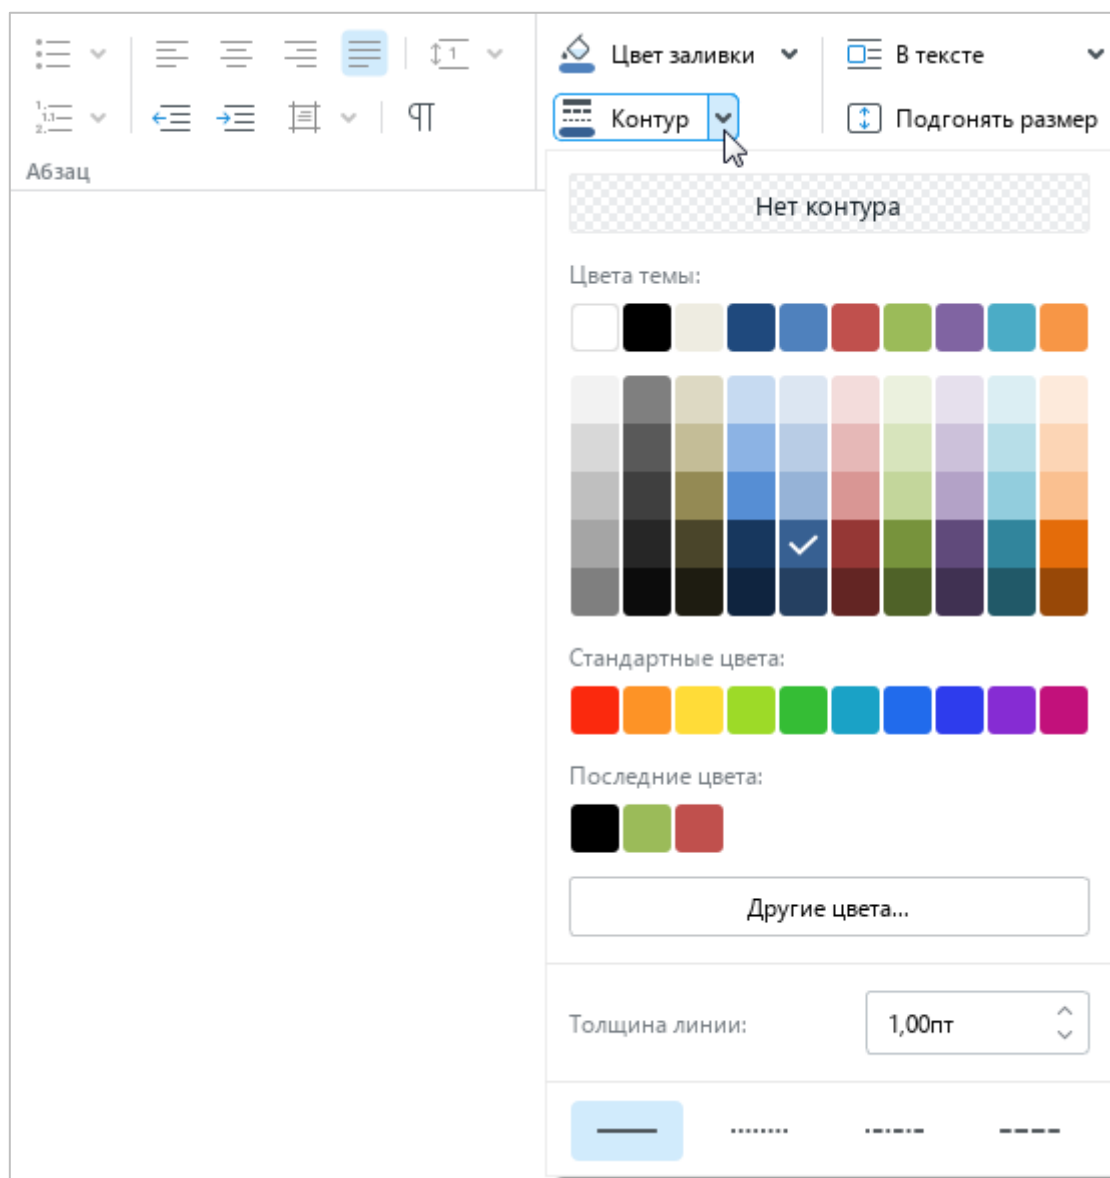 Цвет заливки
В тексте
Контур
Подгонять размер
Абзац
Нет контура
Цвета темы:
Стандартные цвета:
Последние цвета:
Другие цвета...
Толщина линии:
1,00пт